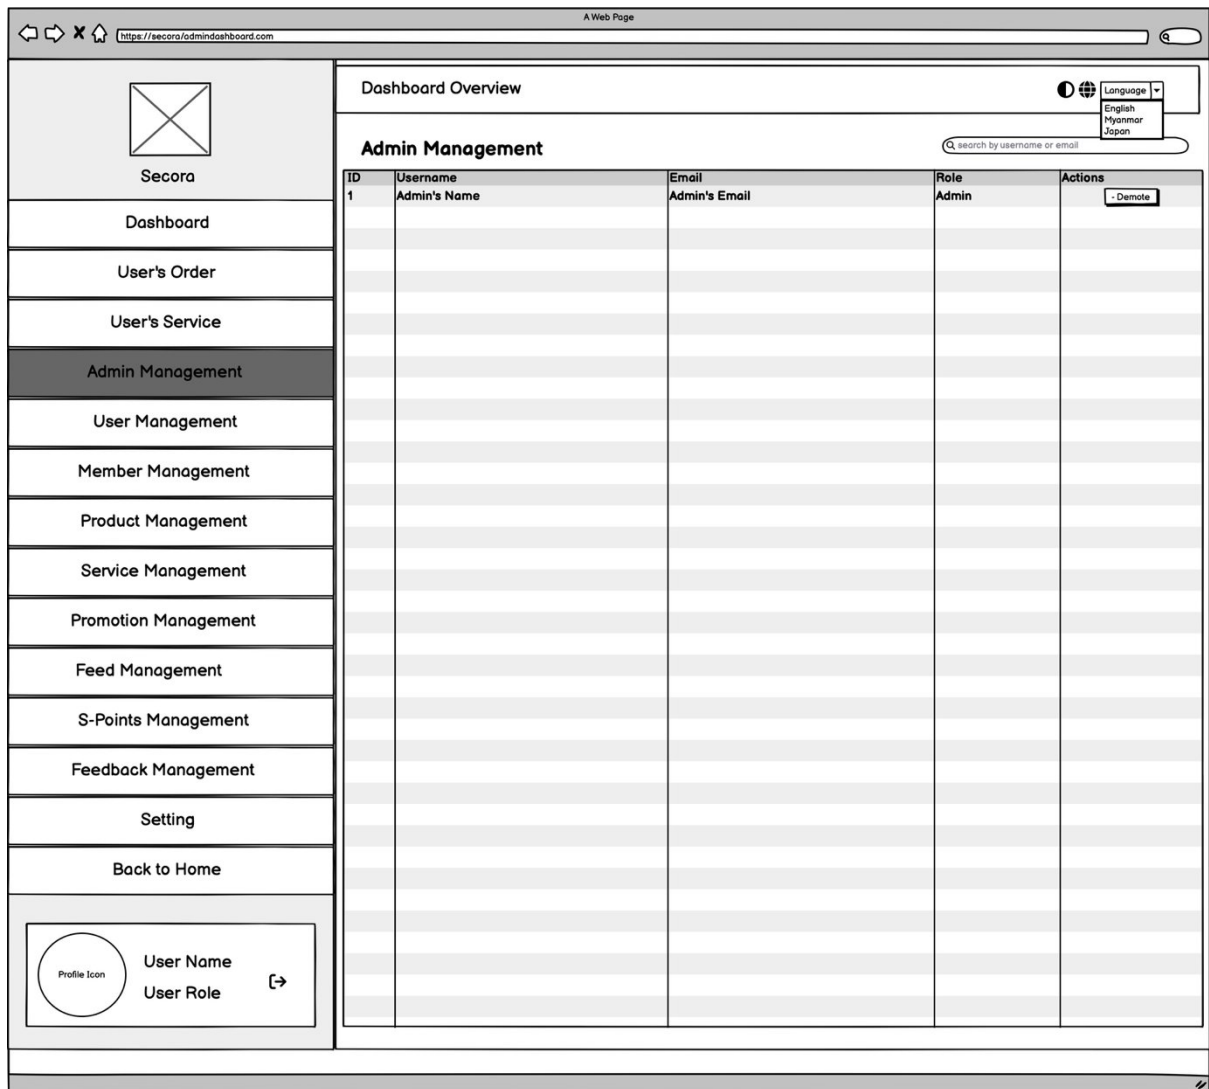 A Web Page
https://secora/admindashboard.com
Secora
Dashboard
User's Order
User's Service
Admin Management
User Management
Member Management
Product Management
Service Management
Promotion Management
Feed Management
S-Points Management
Feedback Management
Setting
Back to Home
Profile Icon
User Name
User Role
Dashboard Overview
Language
English
Myanmar
Japan
Admin Management
search by username or email
ID Username Email Role Actions
1 Admin's Name Admin's Email Admin - Demote